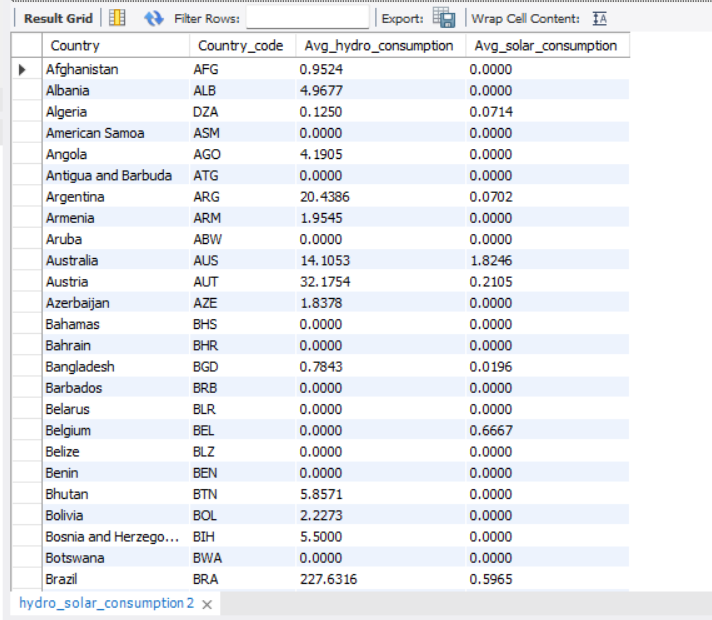 Result Grid Filter Rows: Export: Wrap Cell Content: IA
Country Country_code Avg_hydro_consumption Avg_solar_consumption
Afghanistan AFG 0.9524 0.0000
Albania ALB 4.9677 0.0000
Algeria DZA 0.1250 0.0714
American Samoa ASM 0.0000 0.0000
Angola AGO 4.1905 0.0000
Antigua and Barbuda ATG 0.0000 0.0000
Argentina ARG 20.4386 0.0702
Armenia ARM 1.9545 0.0000
Aruba ABW 0.0000 0.0000
Australia AUS 14.1053 1.8246
Austria AUT 32.1754 0.2105
Azerbaijan AZE 1.8378 0.0000
Bahamas BHS 0.0000 0.0000
Bahrain BHR 0.0000 0.0000
Bangladesh BGD 0.7843 0.0196
Barbados BRB 0.0000 0.0000
Belarus BLR 0.0000 0.0000
Belgium BEL 0.0000 0.6667
Belize BLZ 0.0000 0.0000
Benin BEN 0.0000 0.0000
Bhutan BTN 5.8571 0.0000
Bolivia BOL 2.2273 0.0000
Bosnia and Herzego... BIH 5.5000 0.0000
Botswana BWA 0.0000 0.0000
Brazil BRA 227.6316 0.5965
hydro_solar_consumption 2 ×